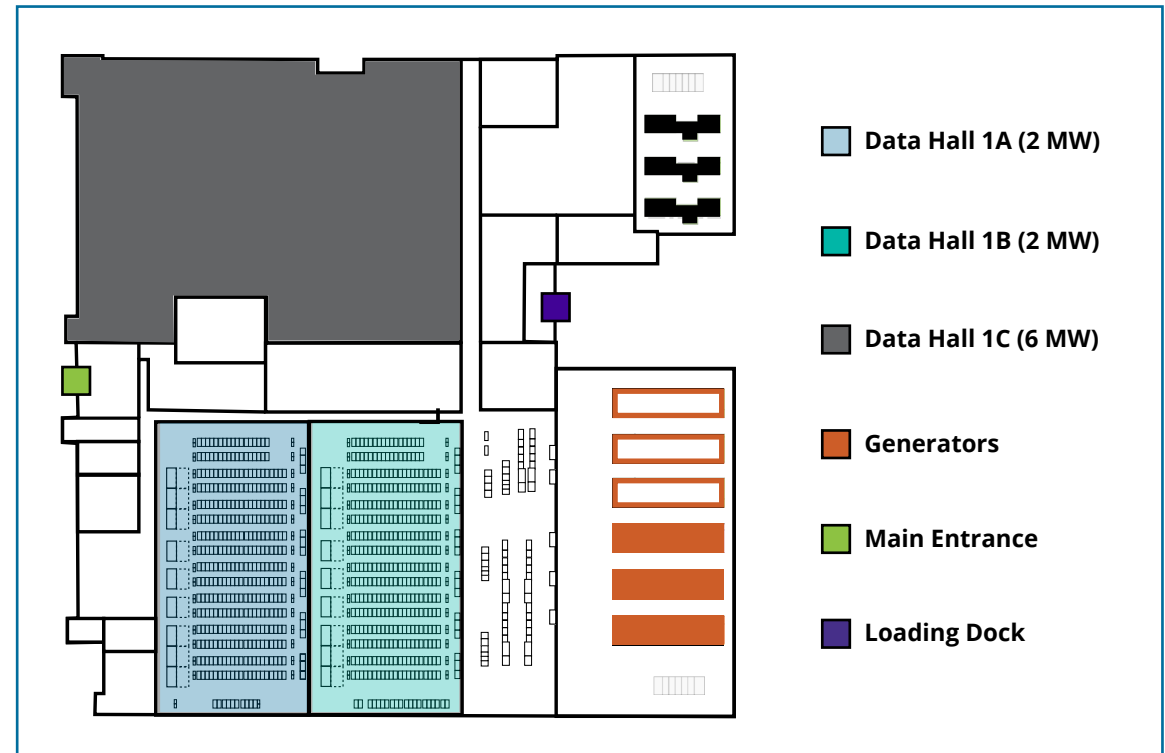 Data Hall 1A (2 MW)
Data Hall 1B (2 MW)
Data Hall 1C (6 MW)
Generators
Main Entrance
Loading Dock